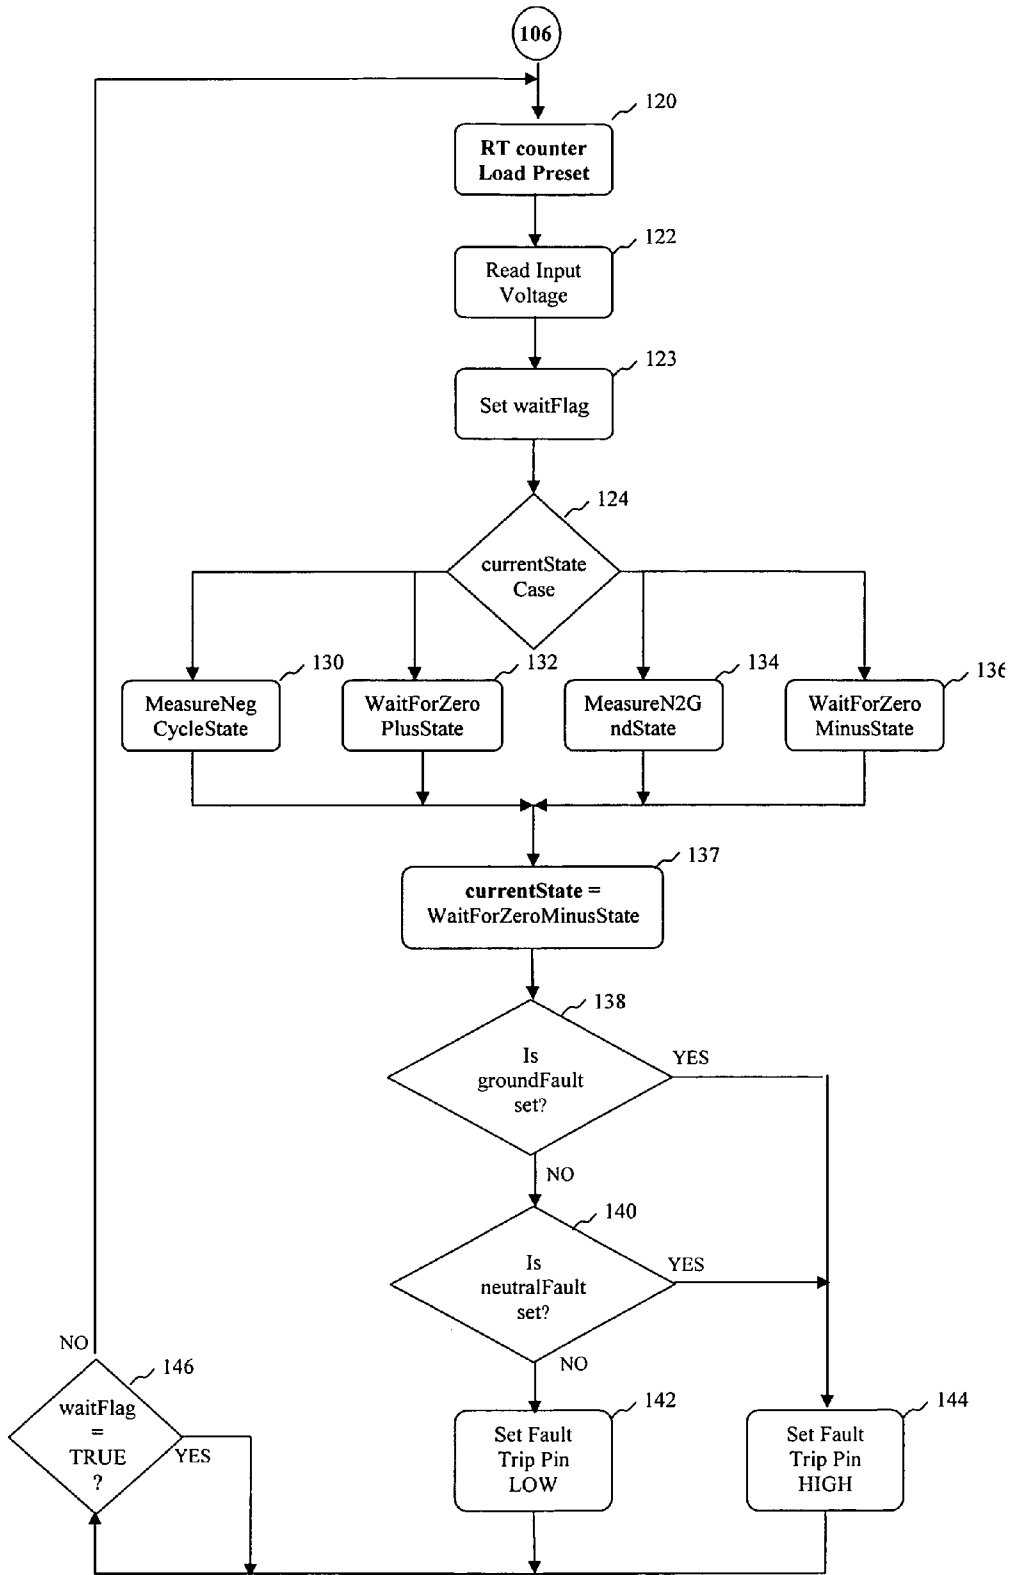 106
120
RT counter
Load Preset
122
Read Input
Voltage
123
Set waitFlag
124
currentState
Case
130
MeasureNeg
CycleState
132
WaitForZero
PlusState
134
MeasureN2G
ndState
136
WaitForZero
MinusState
137
currentState =
WaitForZeroMinusState
138
Is
groundFault
set?
YES
NO
140
Is
neutralFault
set?
YES
NO
142
Set Fault
Trip Pin
LOW
144
Set Fault
Trip Pin
HIGH
NO
146
waitFlag
=
TRUE
?
YES